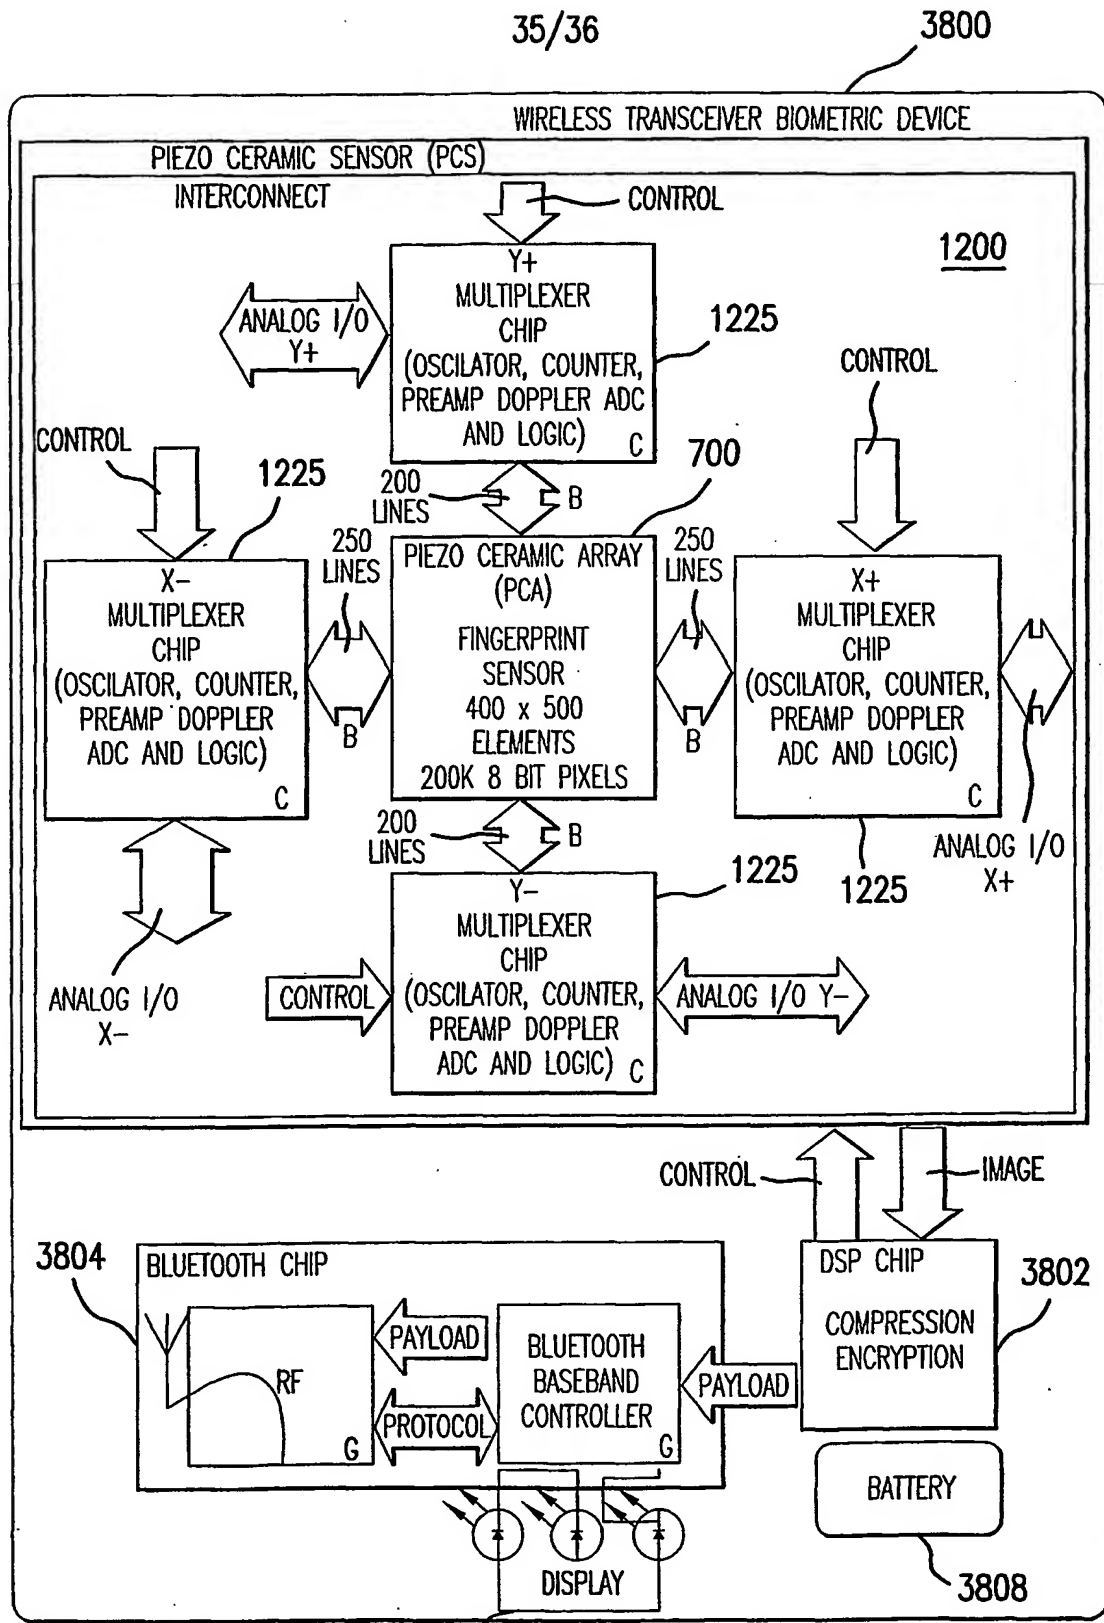 35/36
3800
WIRELESS TRANSCEIVER BIOMETRIC DEVICE
PIEZO CERAMIC SENSOR (PCS)
INTERCONNECT
CONTROL
1200
Y+
MULTIPLEXER
CHIP
(OSCILATOR, COUNTER,
PREAMP DOPPLER ADC
AND LOGIC)
C
ANALOG I/O
Y+
1225
CONTROL
CONTROL
1225
200
LINES
B
700
X-
MULTIPLEXER
CHIP
(OSCILATOR, COUNTER,
PREAMP DOPPLER
ADC AND LOGIC)
C
250
LINES
B
PIEZO CERAMIC ARRAY
(PCA)
FINGERPRINT
SENSOR
400 x 500
ELEMENTS
200K 8 BIT PIXELS
250
LINES
B
X+
MULTIPLEXER
CHIP
(OSCILATOR, COUNTER,
PREAMP DOPPLER
ADC AND LOGIC)
C
200
LINES
B
1225
1225
ANALOG I/O
X+
Y-
MULTIPLEXER
CHIP
(OSCILATOR, COUNTER,
PREAMP DOPPLER
ADC AND LOGIC)
C
ANALOG I/O
X-
CONTROL
ANALOG I/O Y-
CONTROL
IMAGE
3804
BLUETOOTH CHIP
DSP CHIP
COMPRESSION
ENCRYPTION
3802
RF
G
PAYLOAD
PROTOCOL
BLUETOOTH
BASEBAND
CONTROLLER
G
PAYLOAD
BATTERY
3808
DISPLAY